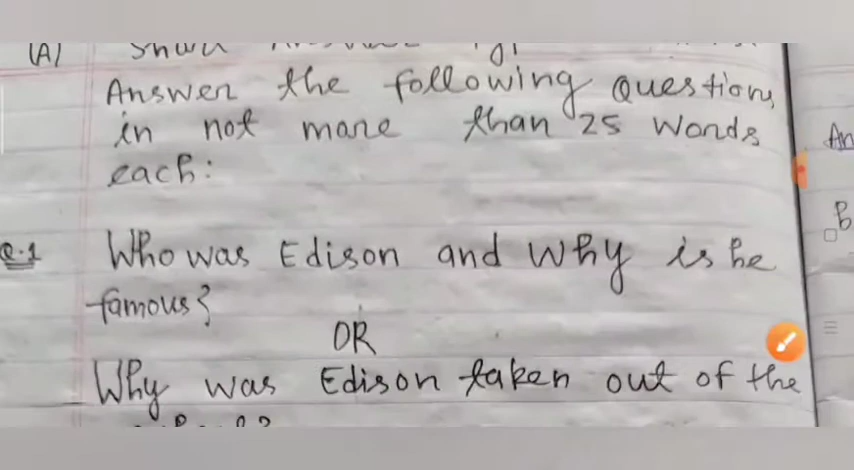 (A)
Answer the following Questions
in not more than 25 Words
each:
Q.1 Who was Edison and Why is he
famous?
OR
Why was Edison taken out of the
An
B